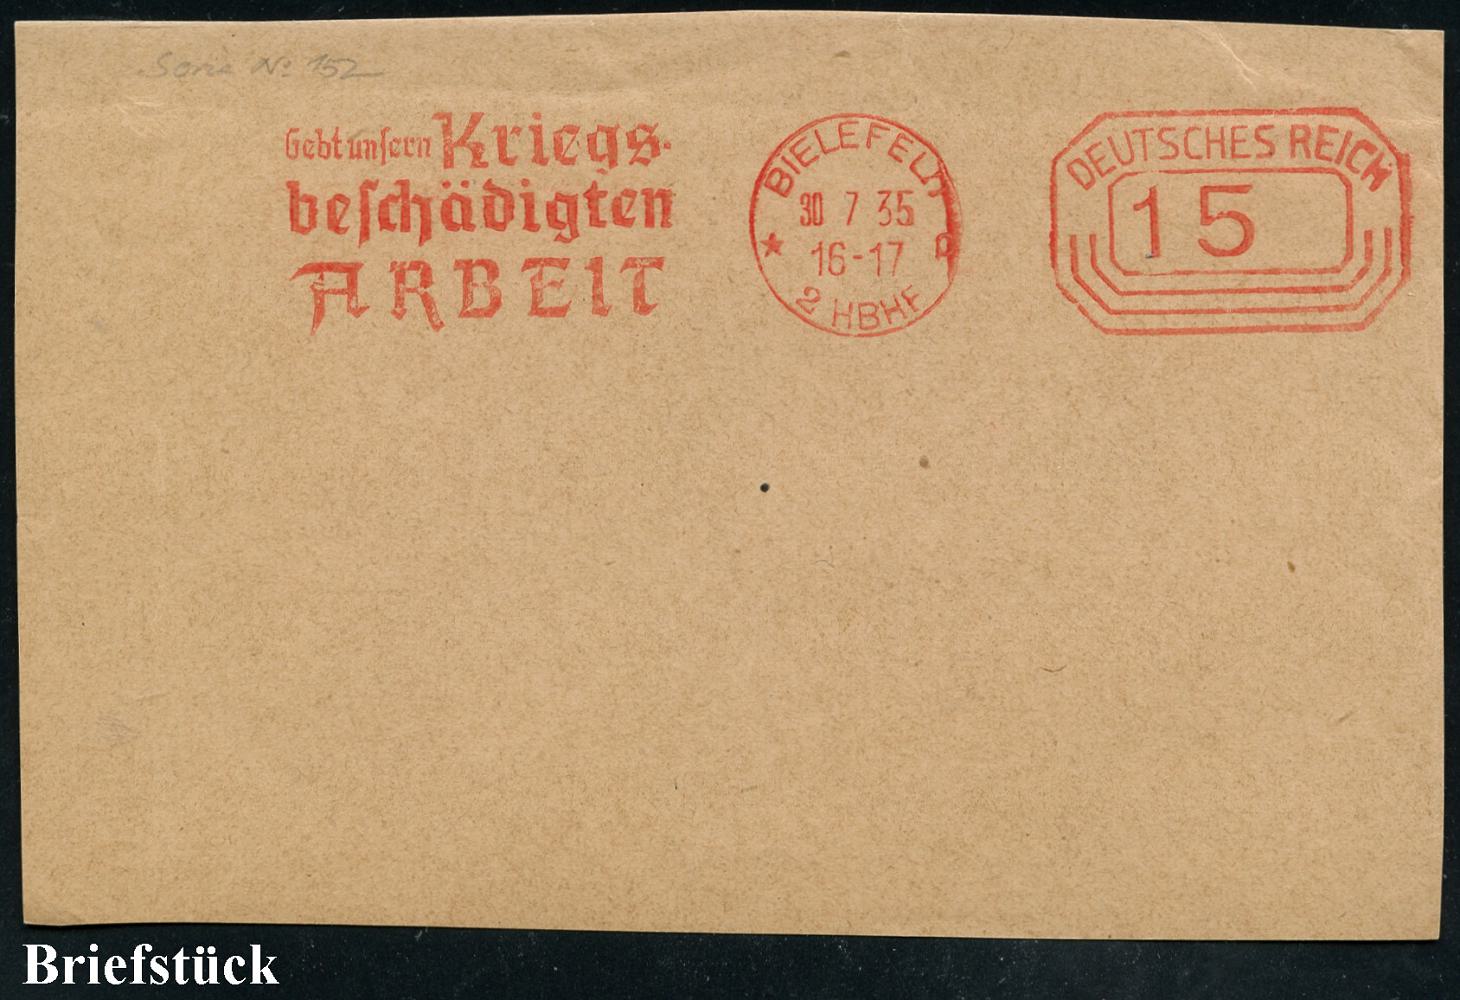 Serie No 152
Gebt unsern Kriegs-
beschädigten
ARBEIT
BIELEFELD
30 7 35
★ 16-17 p
2 HBHF
DEUTSCHES REICH
15
Briefstück